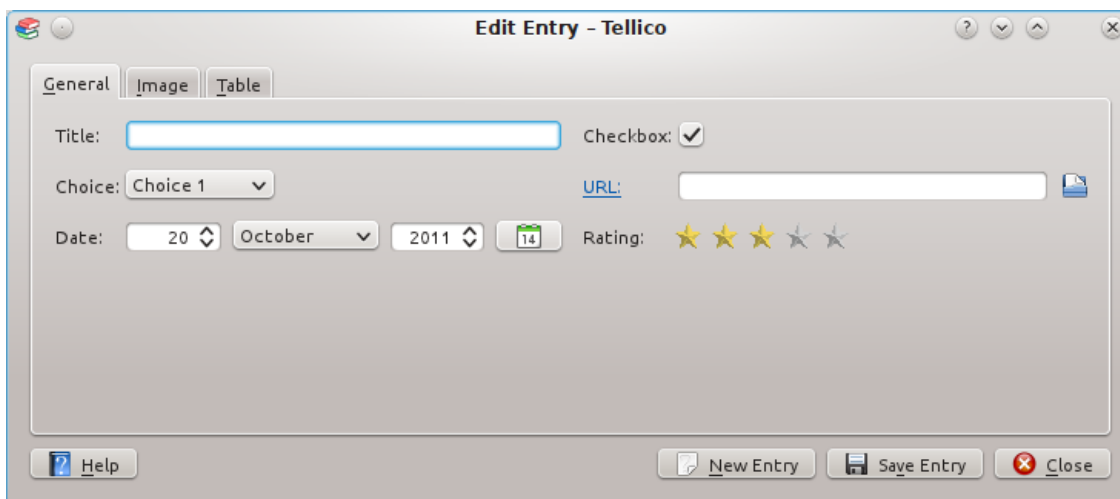 Edit Entry – Tellico
General Image Table
Title: Checkbox:
Choice: Choice 1 URL:
Date: 20 October 2011 14 Rating:
Help New Entry Save Entry Close